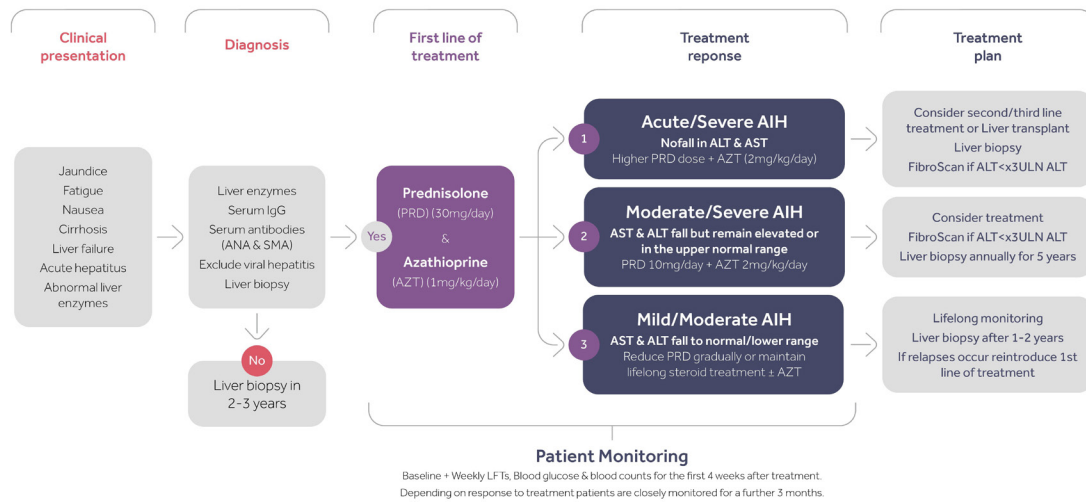 Clinical
presentation
Diagnosis
First line of
treatment
Treatment
reponse
Treatment
plan
Jaundice
Fatigue
Nausea
Cirrhosis
Liver failure
Acute hepatitus
Abnormal liver
enzymes
Liver enzymes
Serum IgG
Serum antibodies
(ANA & SMA)
Exclude viral hepatitis
Liver biopsy
No
Liver biopsy in
2-3 years
Yes
Prednisolone
(PRD) (30mg/day)
&
Azathioprine
(AZT) (1mg/kg/day)
1
Acute/Severe AIH
Nofall in ALT & AST
Higher PRD dose + AZT (2mg/kg/day)
2
Moderate/Severe AIH
AST & ALT fall but remain elevated or
in the upper normal range
PRD 10mg/day + AZT 2mg/kg/day
3
Mild/Moderate AIH
AST & ALT fall to normal/lower range
Reduce PRD gradually or maintain
lifelong steroid treatment ± AZT
Consider second/third line
treatment or Liver transplant
Liver biopsy
FibroScan if ALT<x3ULN ALT
Consider treatment
FibroScan if ALT<x3ULN ALT
Liver biopsy annually for 5 years
Lifelong monitoring
Liver biopsy after 1-2 years
If relapses occur reintroduce 1st
line of treatment
Patient Monitoring
Baseline + Weekly LFTs, Blood glucose & blood counts for the first 4 weeks after treatment.
Depending on response to treatment patients are closely monitored for a further 3 months.